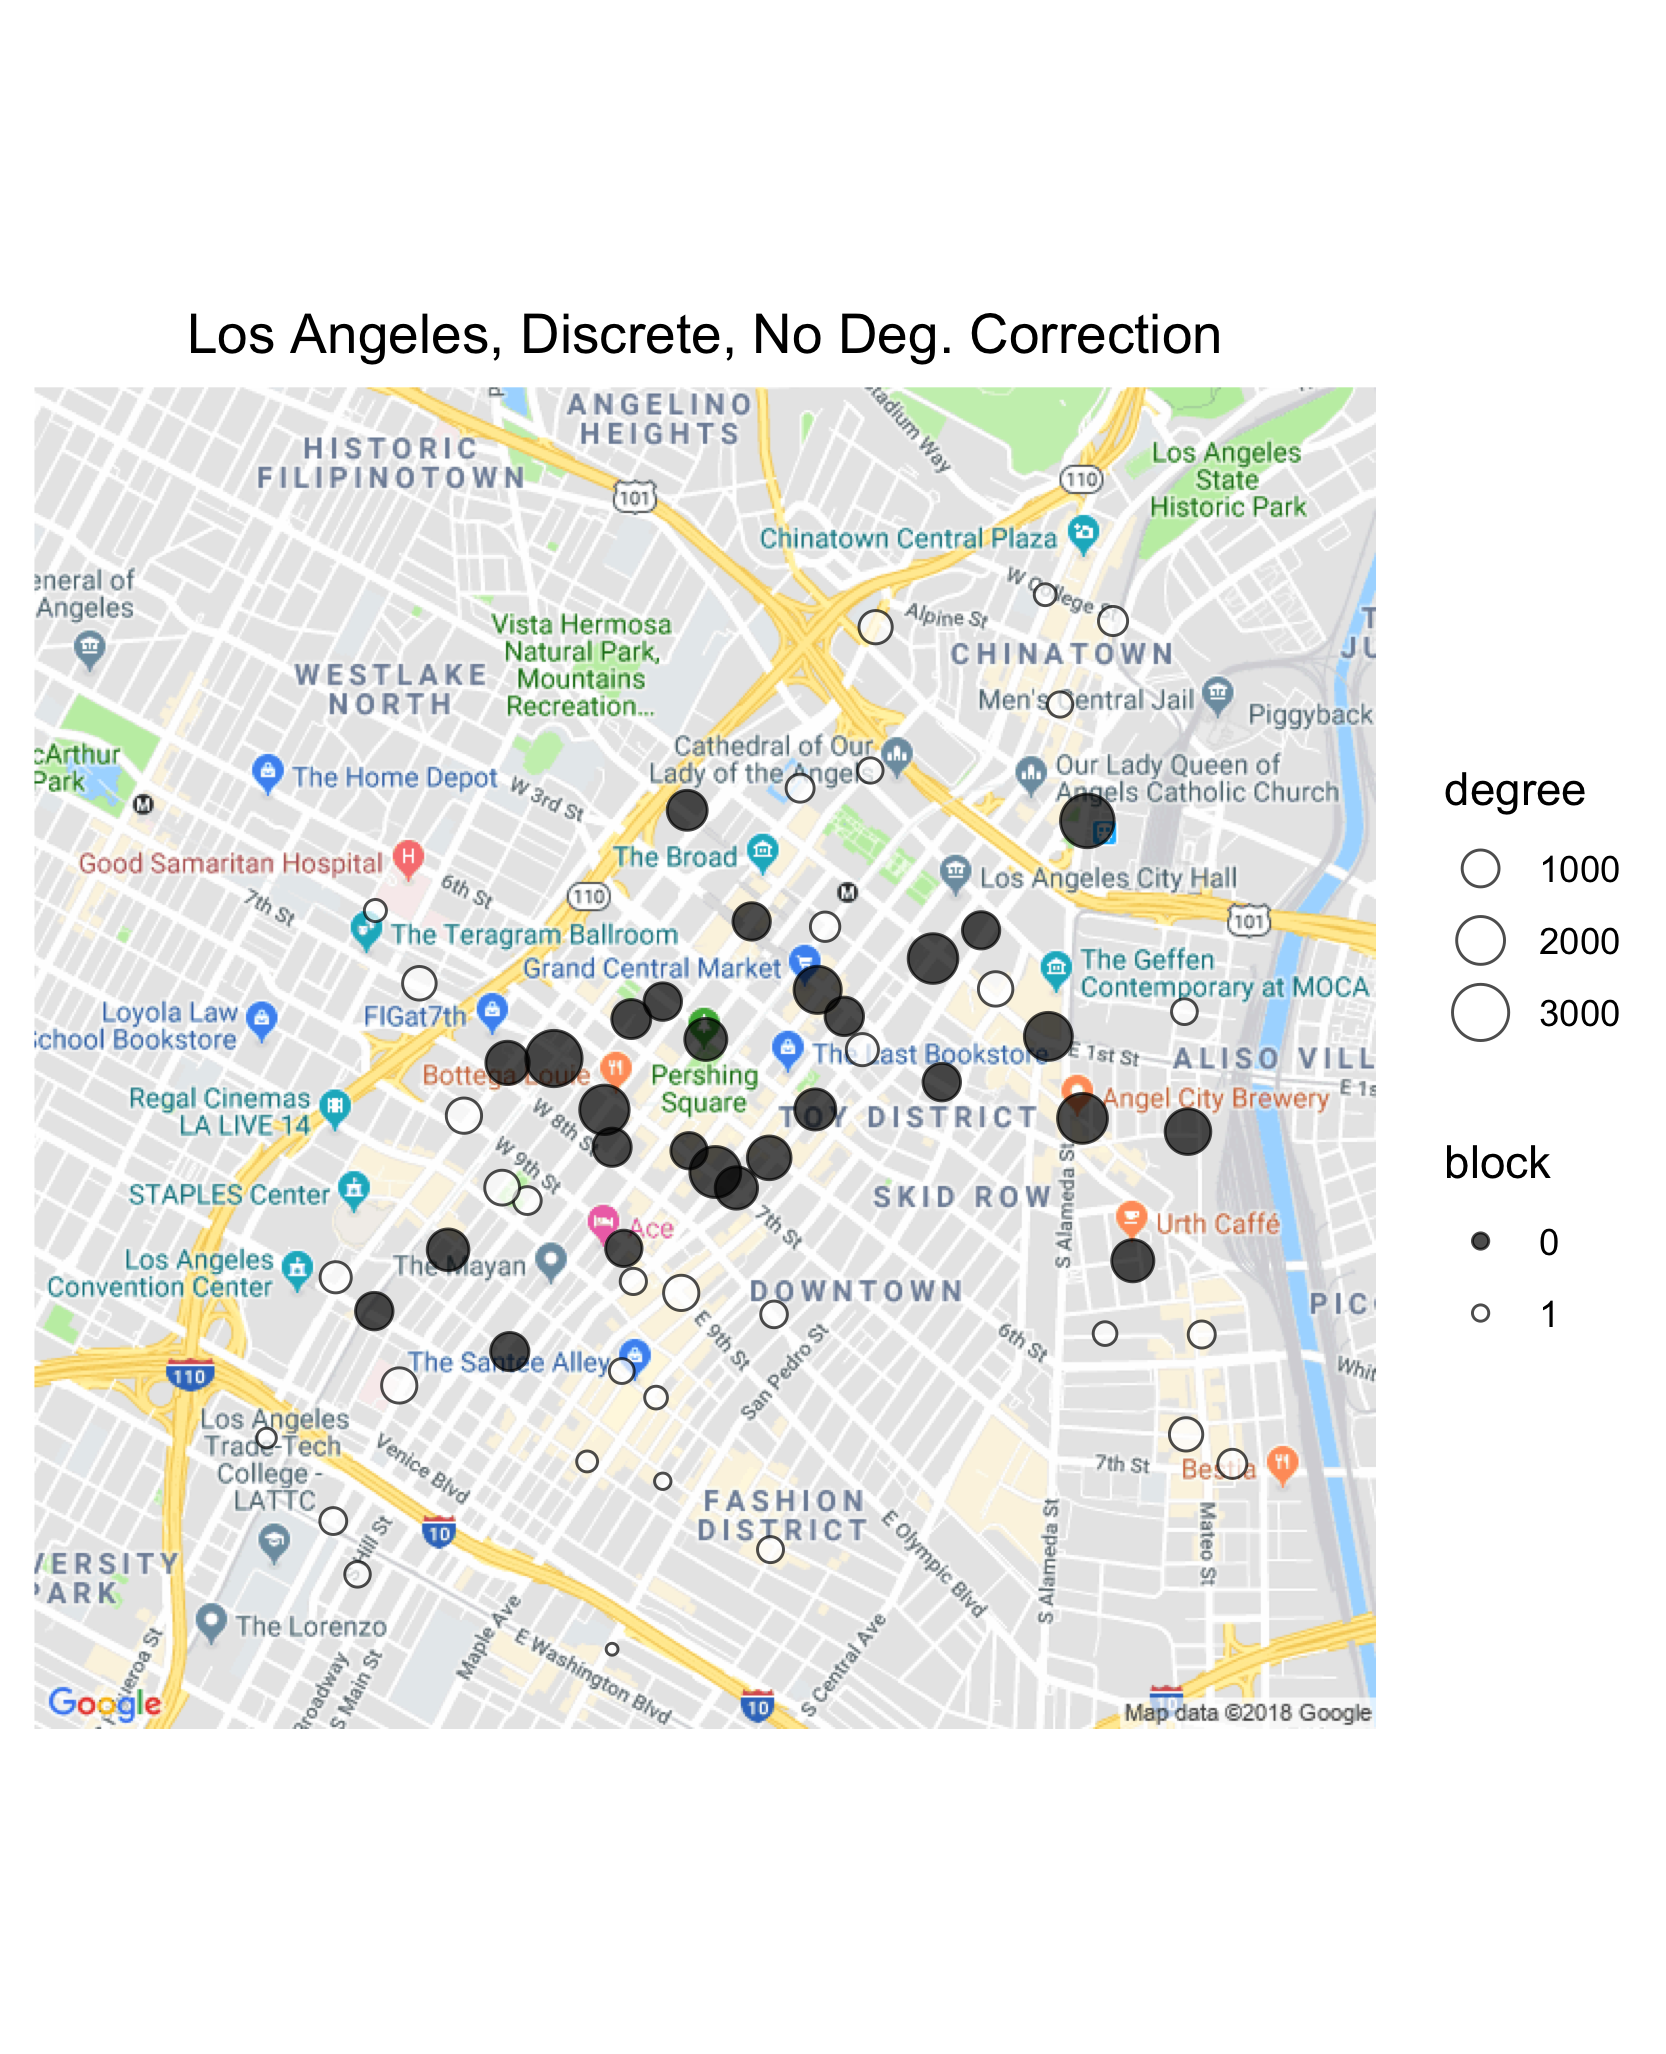 Los Angeles, Discrete, No Deg. Correction
ANGELINO
HEIGHTS
Stadium Way
HISTORIC
FILIPINOTOWN
101
110
Los Angeles
State
Historic Park
Chinatown Central Plaza
eneral of
Angeles
W College St
Alpine St
Vista Hermosa
Natural Park,
Mountains
Recreation...
CHINATOWN
WESTLAKE
NORTH
Men's Central Jail
Piggyback
cArthur
Park
The Home Depot
W 3rd St
Cathedral of Our
Lady of the Angels
Our Lady Queen of
Angels Catholic Church
Good Samaritan Hospital
H
6th St
7th St
110
The Broad
M
M
Los Angeles City Hall
101
The Teragram Ballroom
Grand Central Market
The Geffen
Contemporary at MOCA
Loyola Law
School Bookstore
FIGat7th
The Last Bookstore
E 1st St
ALISO VILL
E 1s
Bottega Louie
Pershing
Square
Regal Cinemas
LA LIVE 14
W 8th St
TOY DISTRICT
Angel City Brewery
W 9th St
STAPLES Center
SKID ROW
S Alameda St
7th St
Ace
Urth Caffé
Los Angeles
Convention Center
The Mayan
DOWNTOWN
PIC
E 9th St
San Pedro St
6th St
The Santee Alley
Whit
110
Los Angeles
Trade-Tech
College -
LATTC
Venice Blvd
7th St
Bestia
FASHION
DISTRICT
10
S Hill St
E Olympic Blvd
S Alameda St
Mateo St
VERSITY
PARK
The Lorenzo
Maple Ave
E Washington Blvd
S Central Ave
Figueroa St
Broadway
S Main St
10
10
Google
Map data ©2018 Google
degree
1000
2000
3000
block
0
1